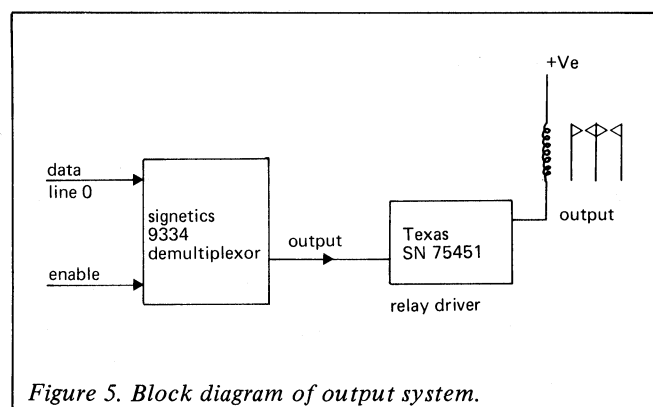 +Ve
data
line 0
enable
signetics
9334
demultiplexor
output
Texas
SN 75451
relay driver
output
Figure 5. Block diagram of output system.